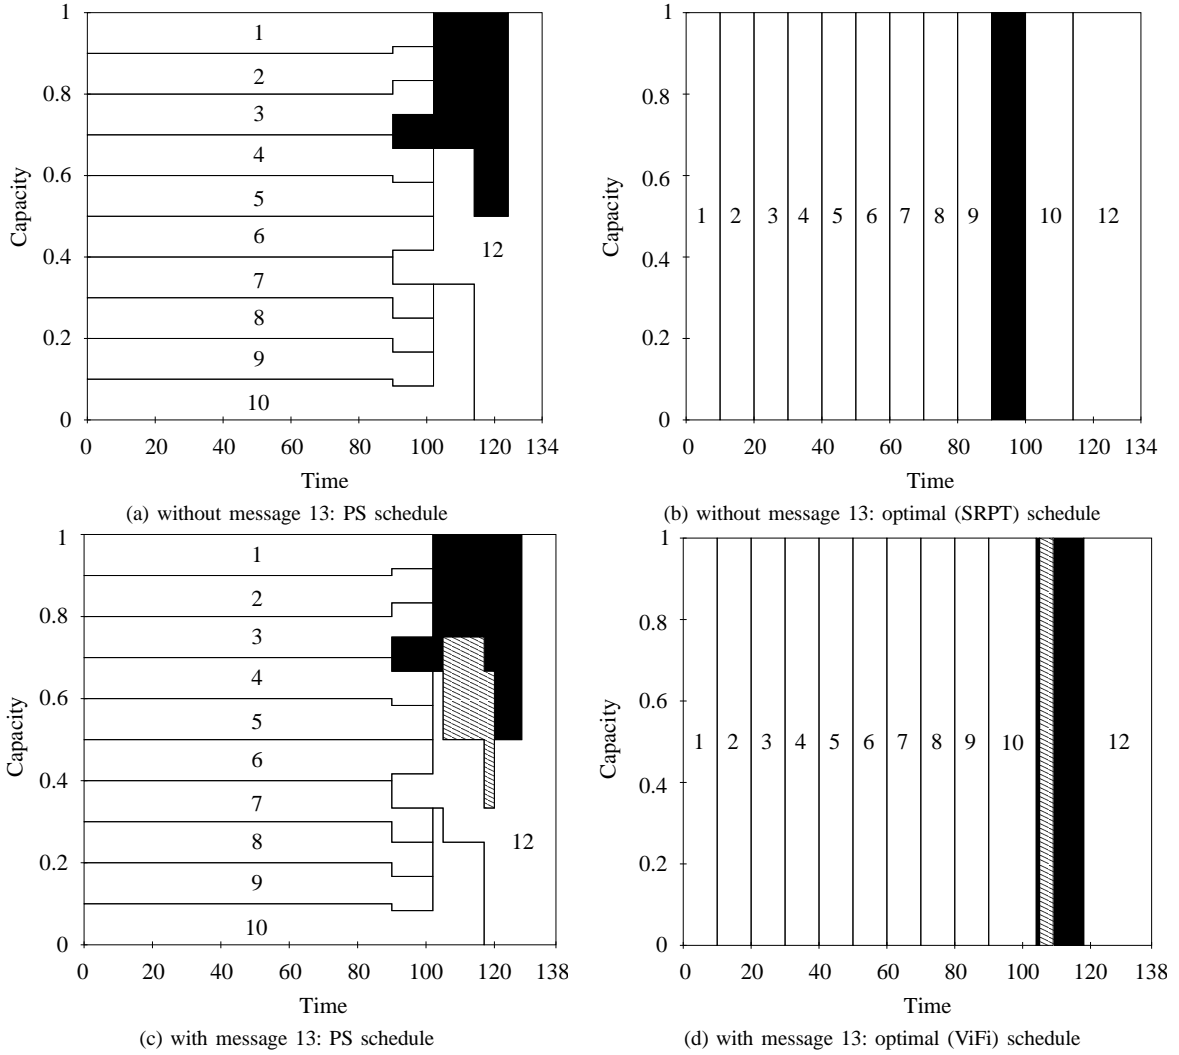 1
0.8
0.6
0.4
0.2
0
Capacity
1
2
3
4
5
6
7
8
9
10
12
0 20 40 60 80 100 120 134
Time
(a) without message 13: PS schedule
1
0.8
0.6
0.4
0.2
0
Capacity
1 2 3 4 5 6 7 8 9 10 12
0 20 40 60 80 100 120 134
Time
(b) without message 13: optimal (SRPT) schedule
1
0.8
0.6
0.4
0.2
0
Capacity
1
2
3
4
5
6
7
8
9
10
12
0 20 40 60 80 100 120 138
Time
(c) with message 13: PS schedule
1
0.8
0.6
0.4
0.2
0
Capacity
1 2 3 4 5 6 7 8 9 10 12
0 20 40 60 80 100 120 138
Time
(d) with message 13: optimal (ViFi) schedule